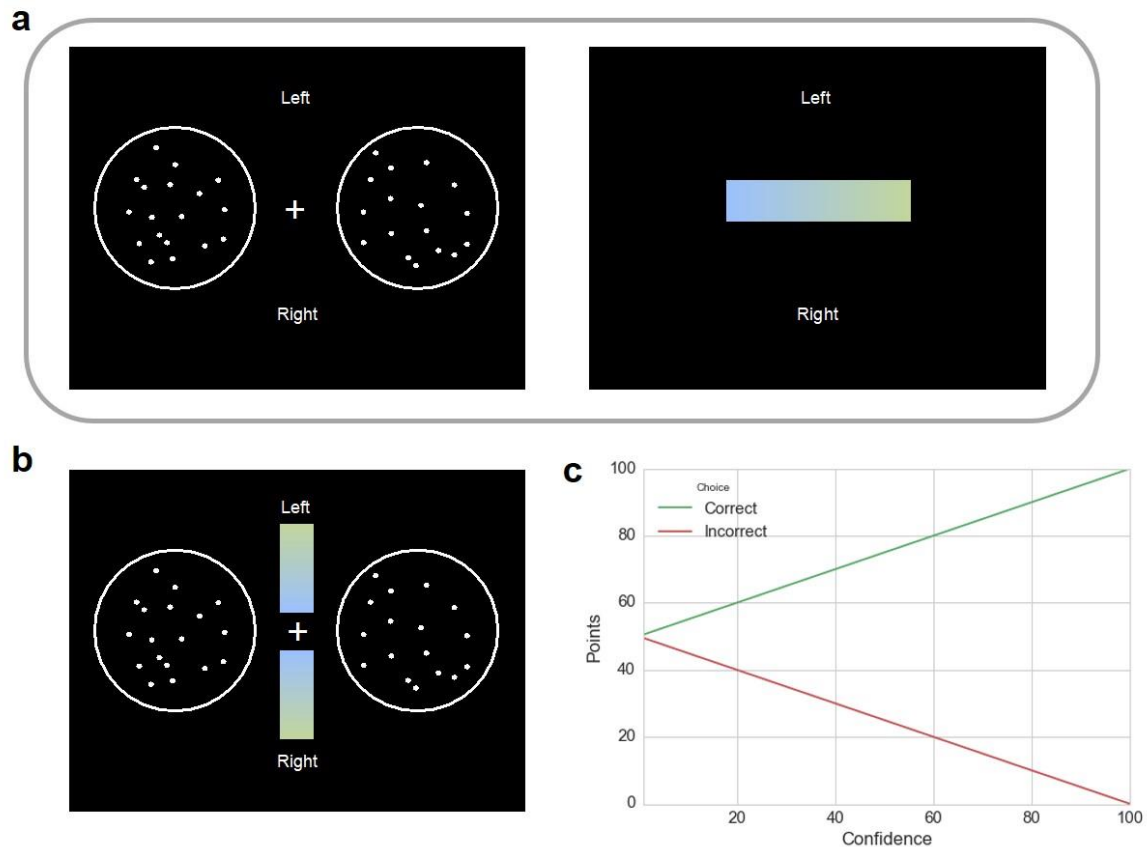 a
Left
Right
Left
Right
b
Left
Right
c
Choice
Correct
Incorrect
Points
100
80
60
40
20
0
20
40
60
80
100
Confidence